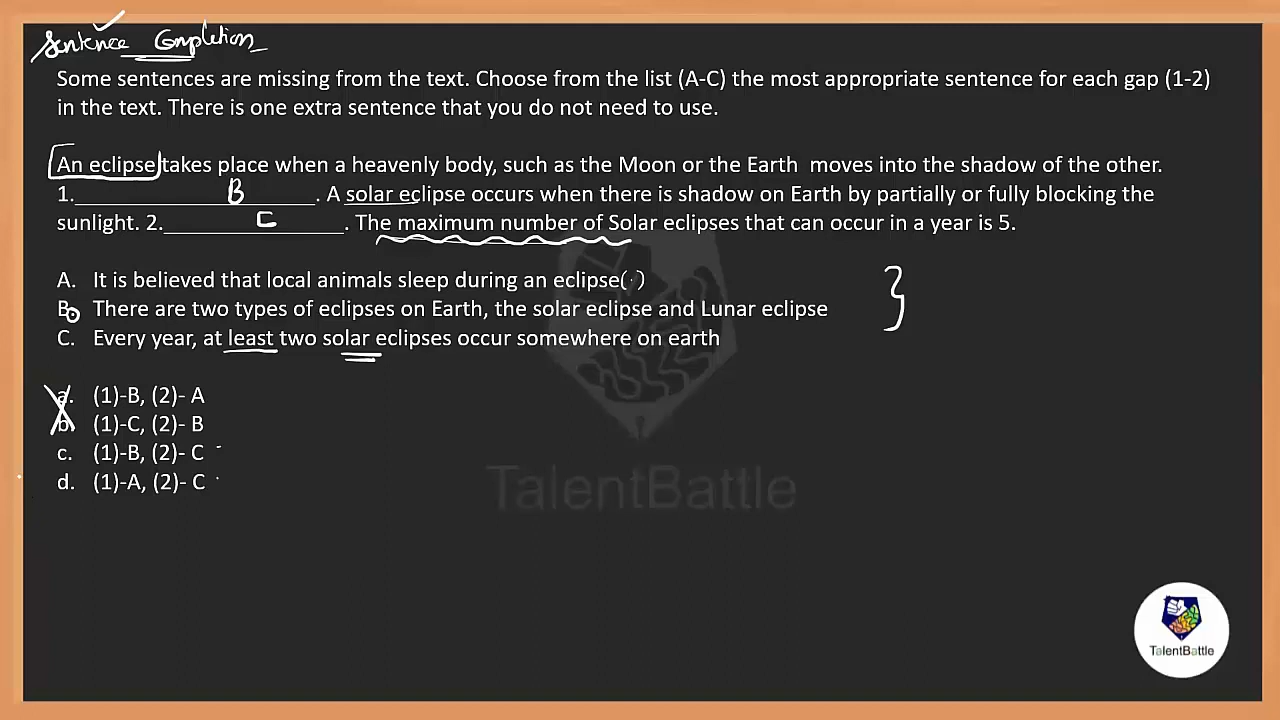 Sentence Completion
Some sentences are missing from the text. Choose from the list (A-C) the most appropriate sentence for each gap (1-2)
in the text. There is one extra sentence that you do not need to use.
An eclipse takes place when a heavenly body, such as the Moon or the Earth moves into the shadow of the other.
1.____________B____________. A solar eclipse occurs when there is shadow on Earth by partially or fully blocking the
sunlight. 2.____________C____________. The maximum number of Solar eclipses that can occur in a year is 5.
A. It is believed that local animals sleep during an eclipse(·)
B. There are two types of eclipses on Earth, the solar eclipse and Lunar eclipse
C. Every year, at least two solar eclipses occur somewhere on earth
a. (1)-B, (2)- A
b. (1)-C, (2)- B
c. (1)-B, (2)- C
d. (1)-A, (2)- C
TalentBattle
TalentBattle